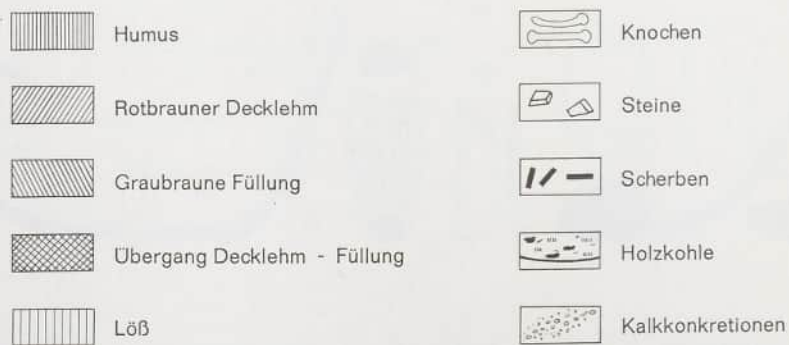 Humus
Rotbrauner Decklehm
Graubraune Füllung
Übergang Decklehm - Füllung
Löß
Knochen
Steine
Scherben
Holzkohle
Kalkkonkretionen